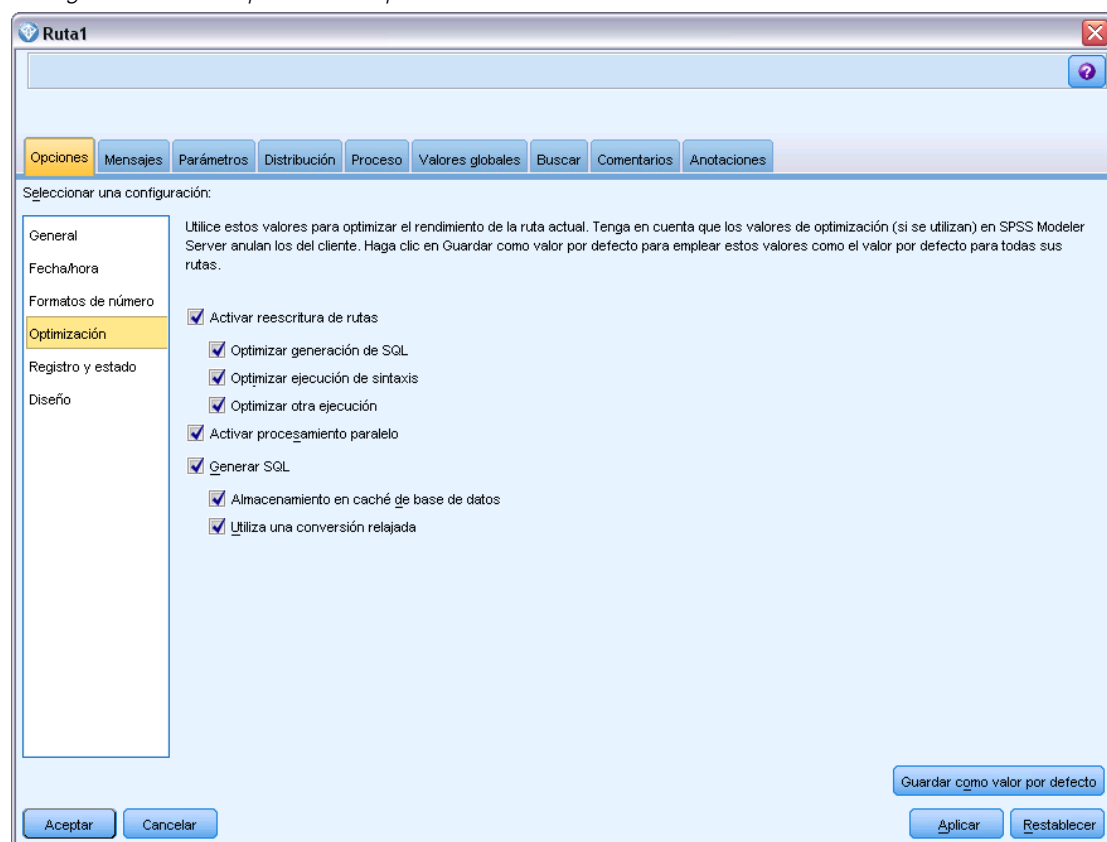 Ruta1
Opciones Mensajes Parámetros Distribución Proceso Valores globales Buscar Comentarios Anotaciones
Seleccionar una configuración:
General
Fecha/hora
Formatos de número
Optimización
Registro y estado
Diseño
Utilice estos valores para optimizar el rendimiento de la ruta actual. Tenga en cuenta que los valores de optimización (si se utilizan) en SPSS Modeler
Server anulan los del cliente. Haga clic en Guardar como valor por defecto para emplear estos valores como el valor por defecto para todas sus
rutas.
Activar reescritura de rutas
Optimizar generación de SQL
Optimizar ejecución de sintaxis
Optimizar otra ejecución
Activar procesamiento paralelo
Generar SQL
Almacenamiento en caché de base de datos
Utiliza una conversión relajada
Guardar como valor por defecto
Aceptar Cancelar Aplicar Restablecer